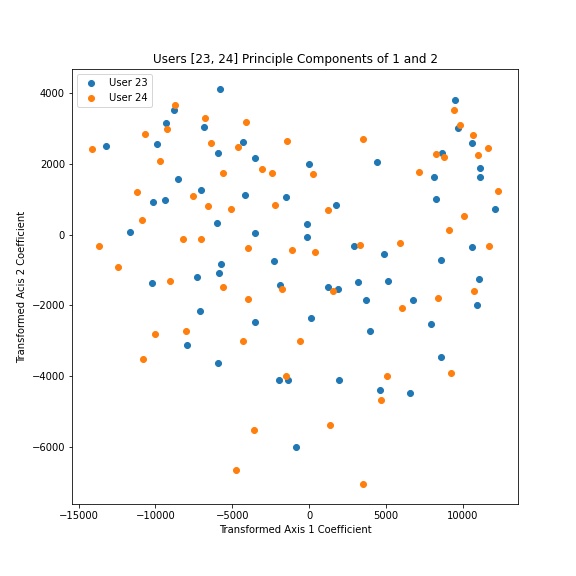 Users [23, 24] Principle Components of 1 and 2
User 23
User 24
Transformed Acis 2 Coefficient
4000
2000
0
−2000
−4000
−6000
−15000 −10000 −5000 0 5000 10000
Transformed Axis 1 Coefficient